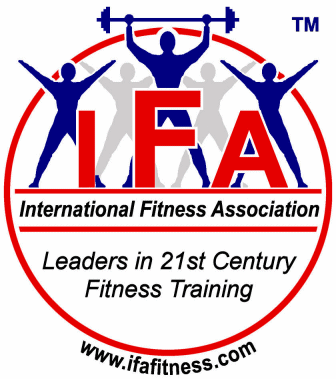 TM
IFA
International Fitness Association
Leaders in 21st Century
Fitness Training
www.ifafitness.com